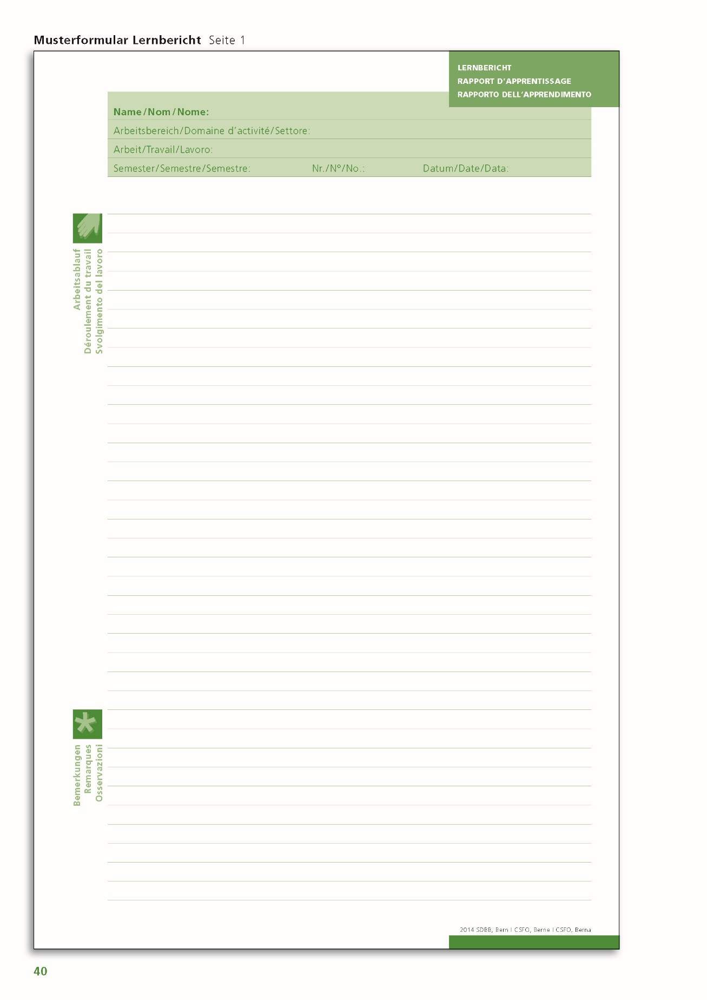 Musterformular Lernbericht Seite 1
LERNBERICHT
RAPPORT D’APPRENTISSAGE
RAPPORTO DELL’APPRENDIMENTO
Name/Nom/Nome:
Arbeitsbereich/Domaine d’activité/Settore:
Arbeit/Travail/Lavoro:
Semester/Semestre/Semestre: Nr./N°/No.: Datum/Date/Data:
Arbeitsablauf
Déroulement du travail
Svolgimento del lavoro
Bemerkungen
Remarques
Osservazioni
2014 SDBB, Bern I CSFO, Berne I CSFO, Berna
40